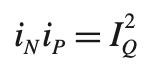 $i_N i_P = I_Q^2$